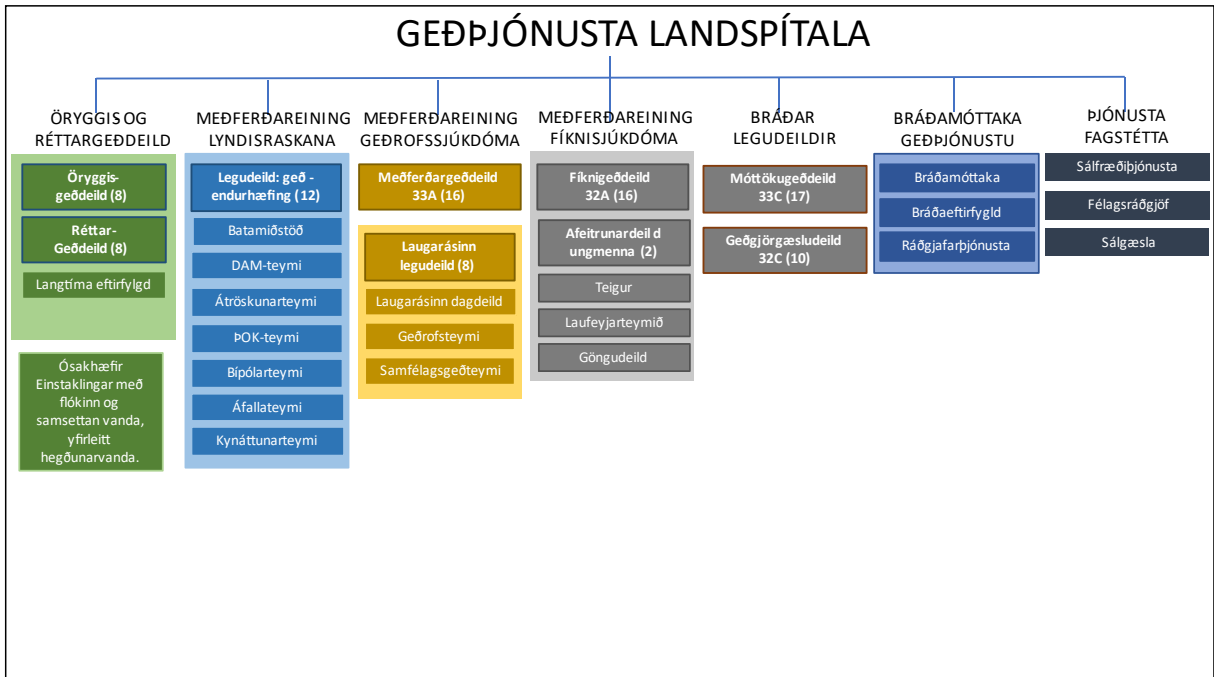 GEÐÞJÓNUSTA LANDSPÍTALA
ÖRYGGIS OG
RÉTTARGEÐDEILD
Öryggis-
geðdeild (8)
Réttar-
Geðdeild (8)
Langtíma eftirfylgd
Ósakhæfir
Einstaklingar með
flókinn og
samsettan vanda,
yfirleitt
hegðunarvanda.
MEÐFERÐAREINING
LYNDISRASKANA
Legudeild: geð -
endurhæfing (12)
Batamiðstöð
DAM-teymi
Átröskunarteymi
ÞOK-teymi
Bípólarteymi
Áfallateymi
Kynáttunarteymi
MEÐFERÐAREINING
GEÐROFSSJÚKDÓMA
Meðferðargeðdeild
33A (16)
Laugarásinn
legudeild (8)
Laugarásinn dagdeild
Geðrofsteymi
Samfélagsgeðteymi
MEÐFERÐAREINING
FÍKNISJÚKDÓMA
Fíknigeðdeild
32A (16)
Afeitrunardeil d
ungmenna (2)
Teigur
Laufeyjarteymið
Göngudeild
BRÁÐAR
LEGUDEILDIR
Móttökugeðdeild
33C (17)
Geðgjörgæsludeild
32C (10)
BRÁÐAMÓTTAKA
GEÐÞJÓNUSTU
Bráðamóttaka
Bráðaeftirfygld
Ráðgjafarþjónusta
ÞJÓNUSTA
FAGSTÉTTA
Sálfræðiþjónusta
Félagsráðgjöf
Sálgæsla